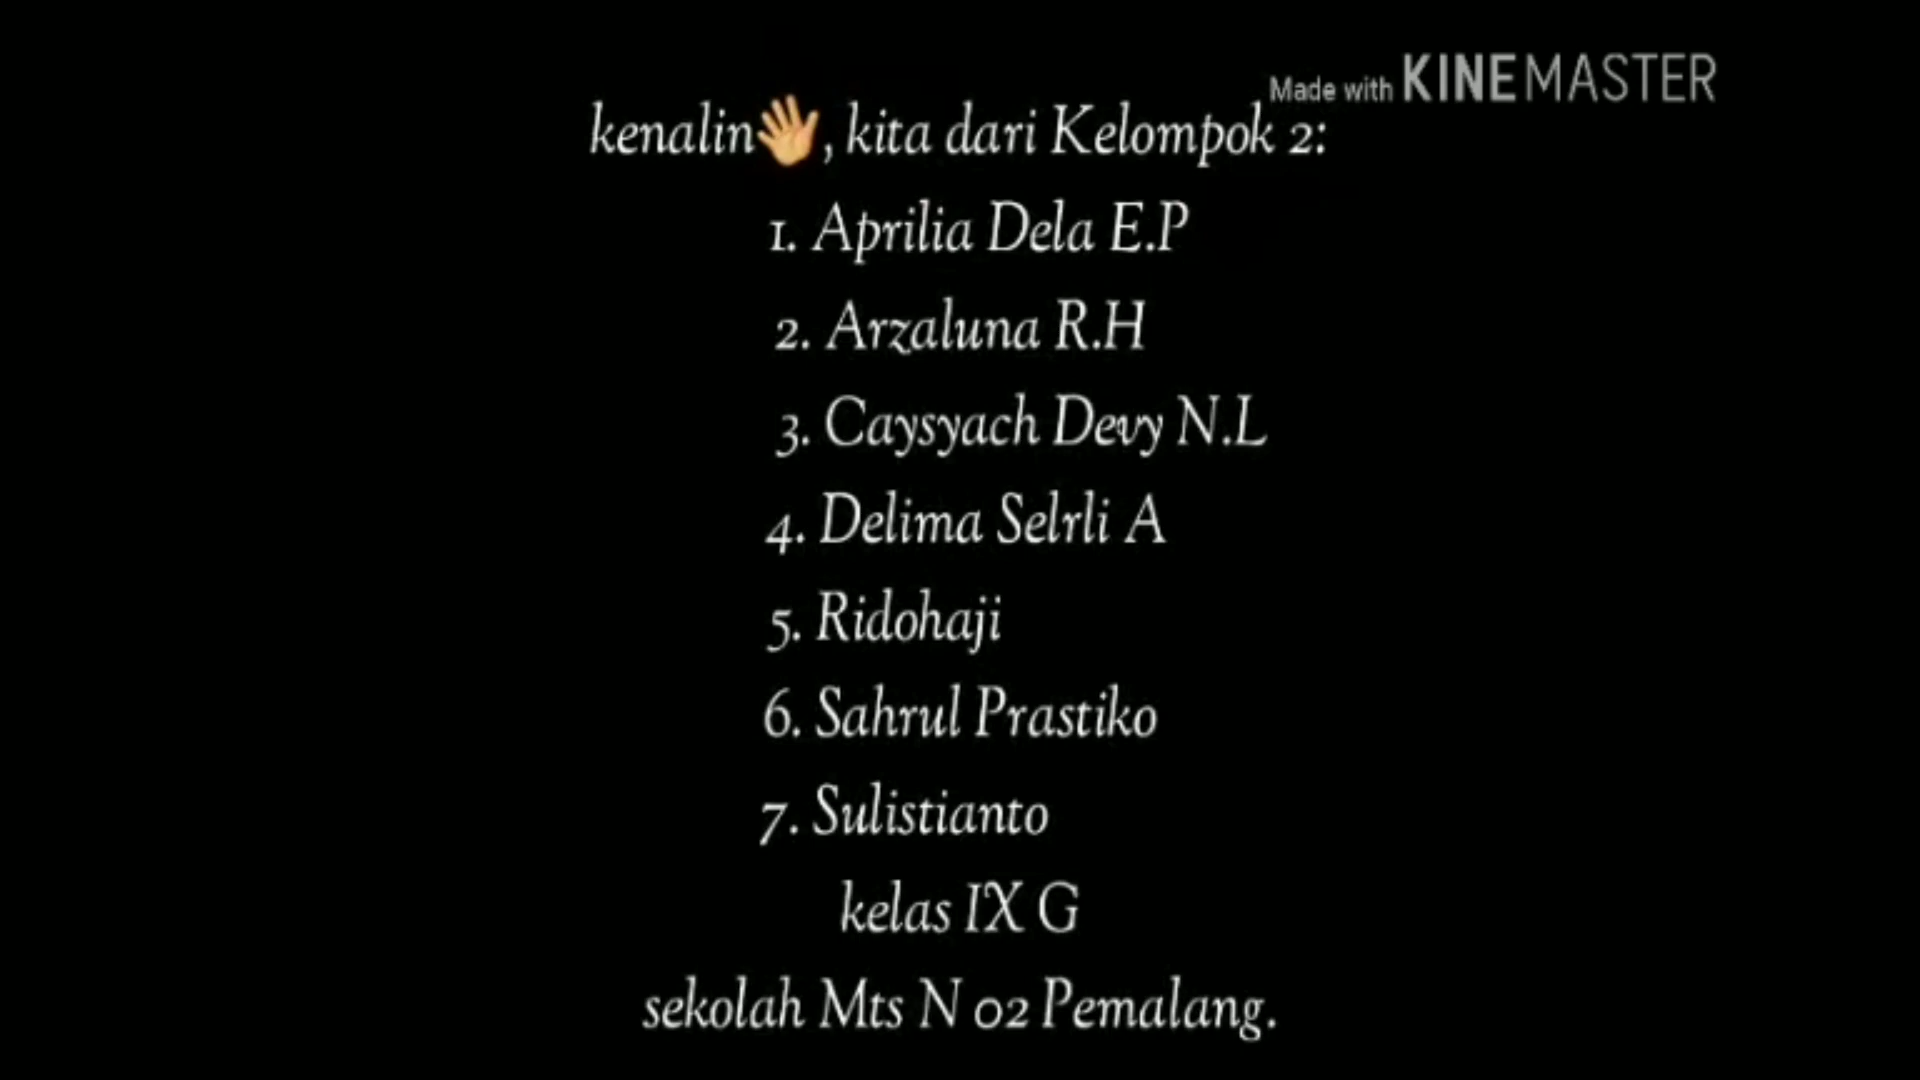 Made with KINEMASTER
kenalin👋, kita dari Kelompok 2:
1. Aprilia Dela E.P
2. Arzaluna R.H
3. Caysyach Devy N.L
4. Delima Selrli A
5. Ridohaji
6. Sahrul Prastiko
7. Sulistianto
kelas IX G
sekolah Mts N 02 Pemalang.